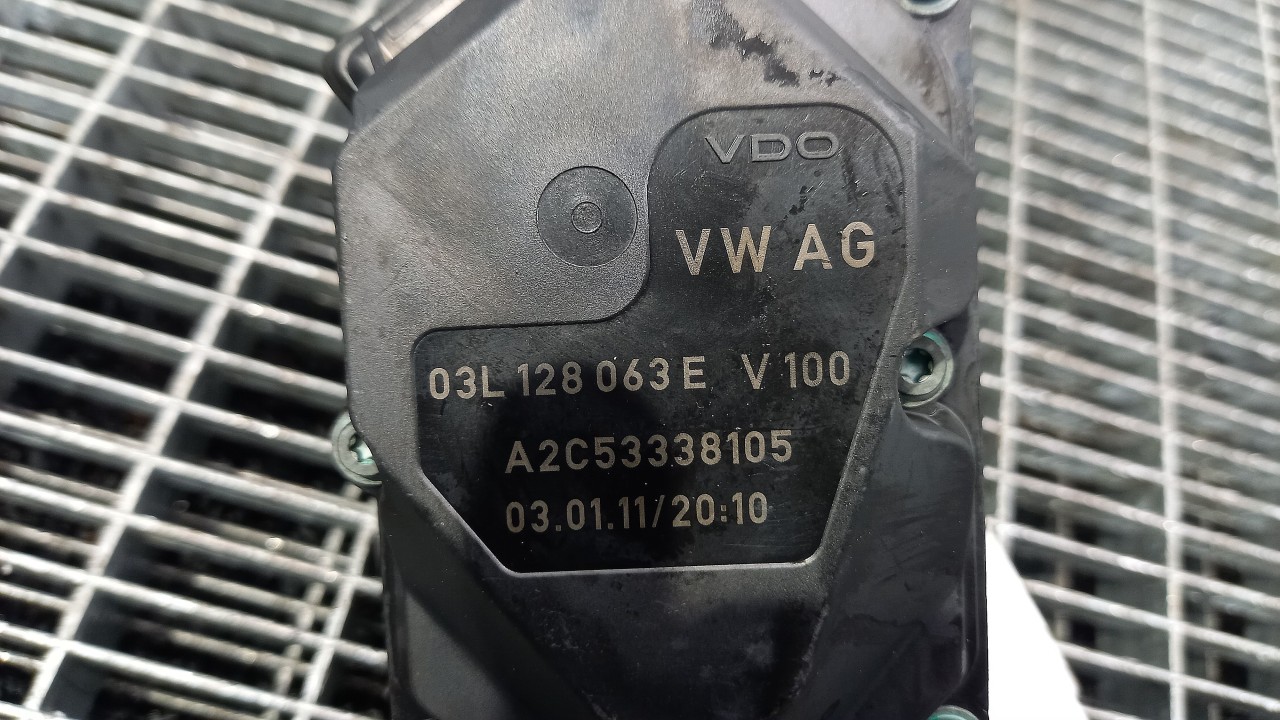 VDO
VW AG
03L 128 063 E V 100
A2C53338105
03.01.11/20:10